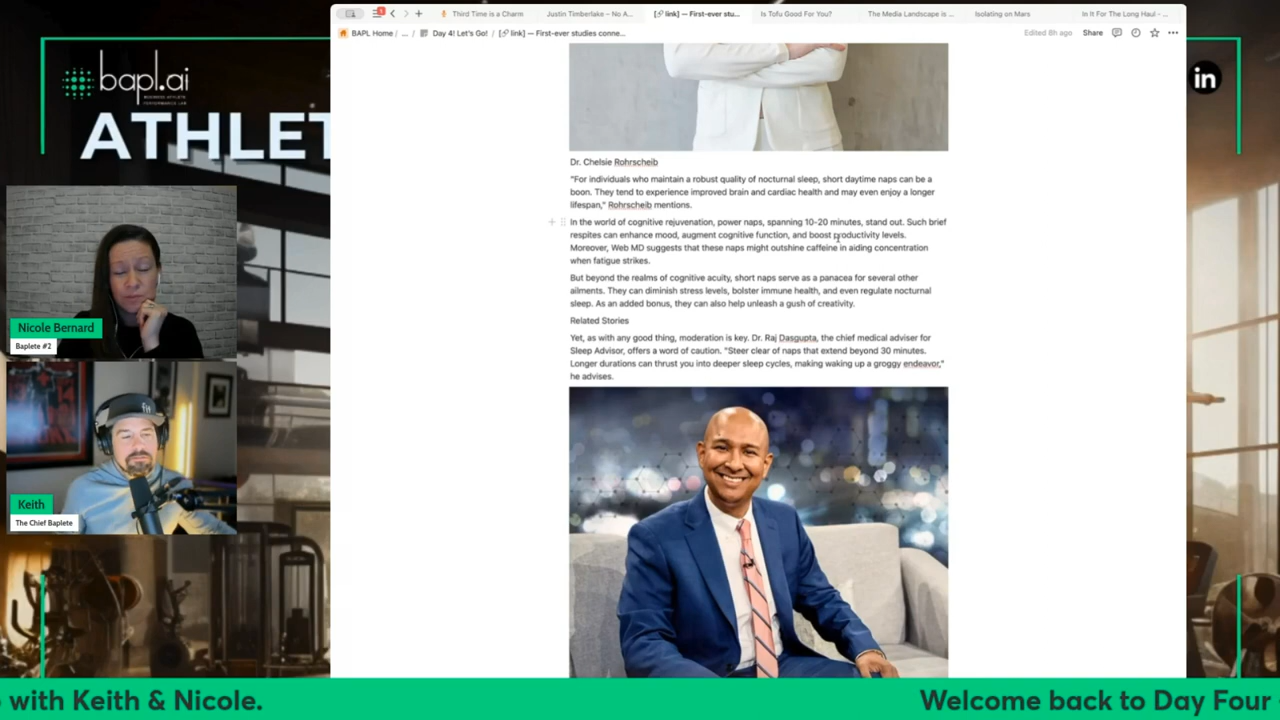 Third Time is a Charm
Justin Timberlake – No A...
[🔗 link] — First-ever stu...
Is Tofu Good For You?
The Media Landscape is ...
Isolating on Mars
In It For The Long Haul - ...
BAPL Home / ... / Day 4! Let's Go! / [🔗 link] — First-ever studies conne...
Edited 8h ago
Share
bapl.ai
ATHLET
in
Dr. Chelsie Rohrscheib
"For individuals who maintain a robust quality of nocturnal sleep, short daytime naps can be a
boon. They tend to experience improved brain and cardiac health and may even enjoy a longer
lifespan," Rohrscheib mentions.
In the world of cognitive rejuvenation, power naps, spanning 10-20 minutes, stand out. Such brief
respites can enhance mood, augment cognitive function, and boost productivity levels.
Moreover, Web MD suggests that these naps might outshine caffeine in aiding concentration
when fatigue strikes.
But beyond the realms of cognitive acuity, short naps serve as a panacea for several other
ailments. They can diminish stress levels, bolster immune health, and even regulate nocturnal
sleep. As an added bonus, they can also help unleash a gush of creativity.
Related Stories
Yet, as with any good thing, moderation is key. Dr. Raj Dasgupta, the chief medical adviser for
Sleep Advisor, offers a word of caution. "Steer clear of naps that extend beyond 30 minutes.
Longer durations can thrust you into deeper sleep cycles, making waking up a groggy endeavor,"
he advises.
Nicole Bernard
Baplete #2
fit
Keith
The Chief Baplete
with Keith & Nicole.
Welcome back to Day Four